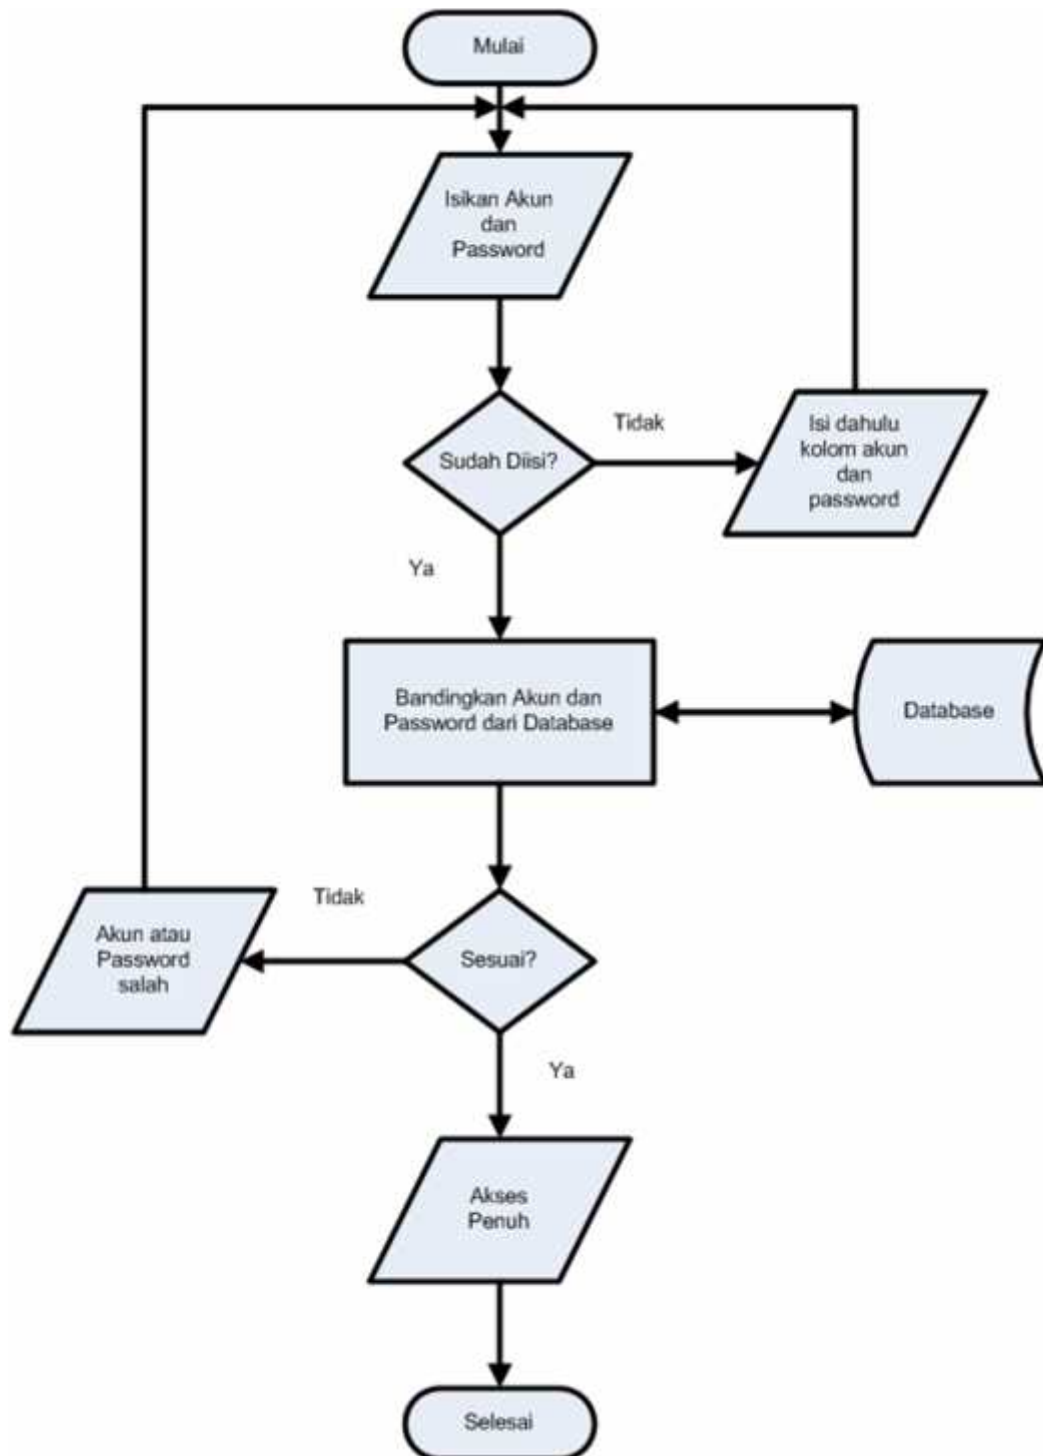 Mulai
Isikan Akun
dan
Password
Sudah Diisi?
Tidak
Isi dahulu
kolom akun
dan
password
Ya
Bandingkan Akun dan
Password dari Database
Database
Sesuai?
Tidak
Akun atau
Password
salah
Ya
Akses
Penuh
Selesai